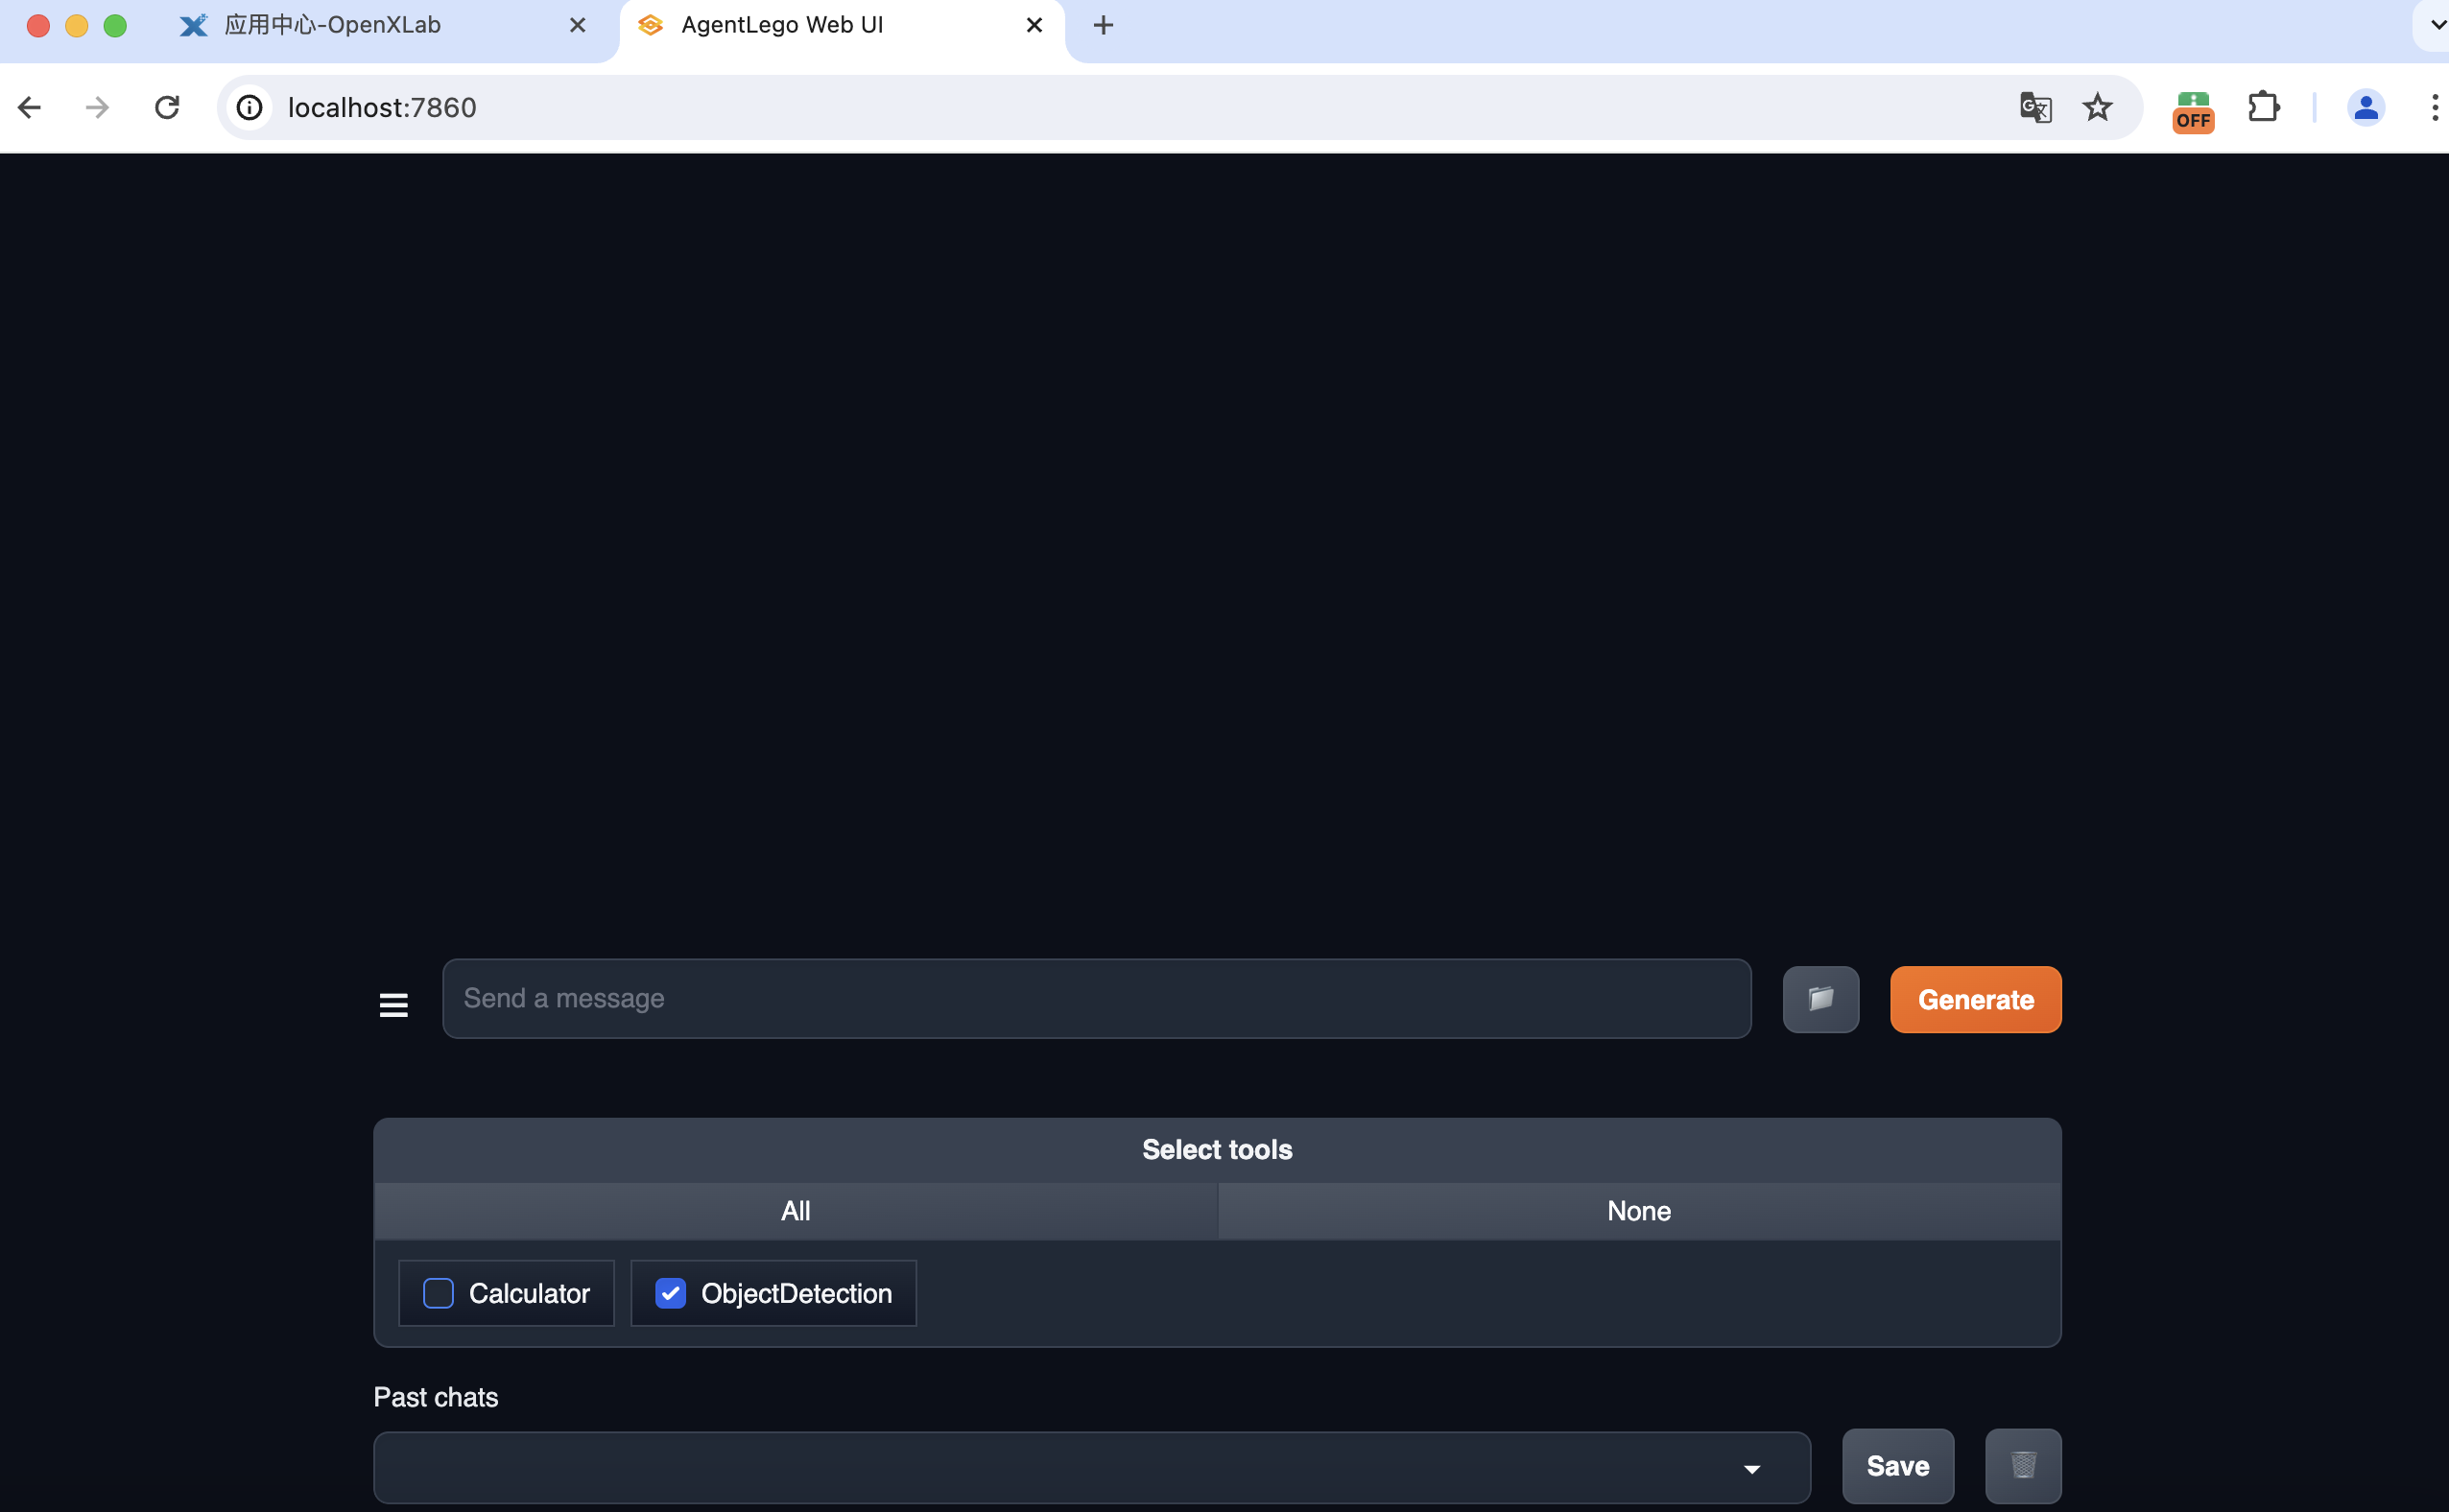 应用中心-OpenXLab
AgentLego Web UI
localhost:7860
OFF
Send a message
Generate
Select tools
All
None
Calculator
ObjectDetection
Past chats
Save